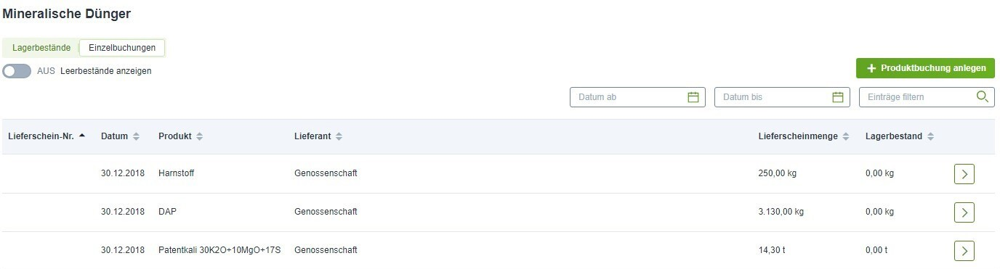 Mineralische Dünger
Lagerbestände Einzelbuchungen
AUS Leerbestände anzeigen
Produktbuchung anlegen
Datum ab Datum bis Einträge filtern
Lieferschein-Nr. Datum Produkt Lieferant Lieferscheinmenge Lagerbestand
30.12.2018 Harnstoff Genossenschaft 250,00 kg 0,00 kg
30.12.2018 DAP Genossenschaft 3.130,00 kg 0,00 kg
30.12.2018 Patentkali 30K2O+10MgO+17S Genossenschaft 14,30 t 0,00 t